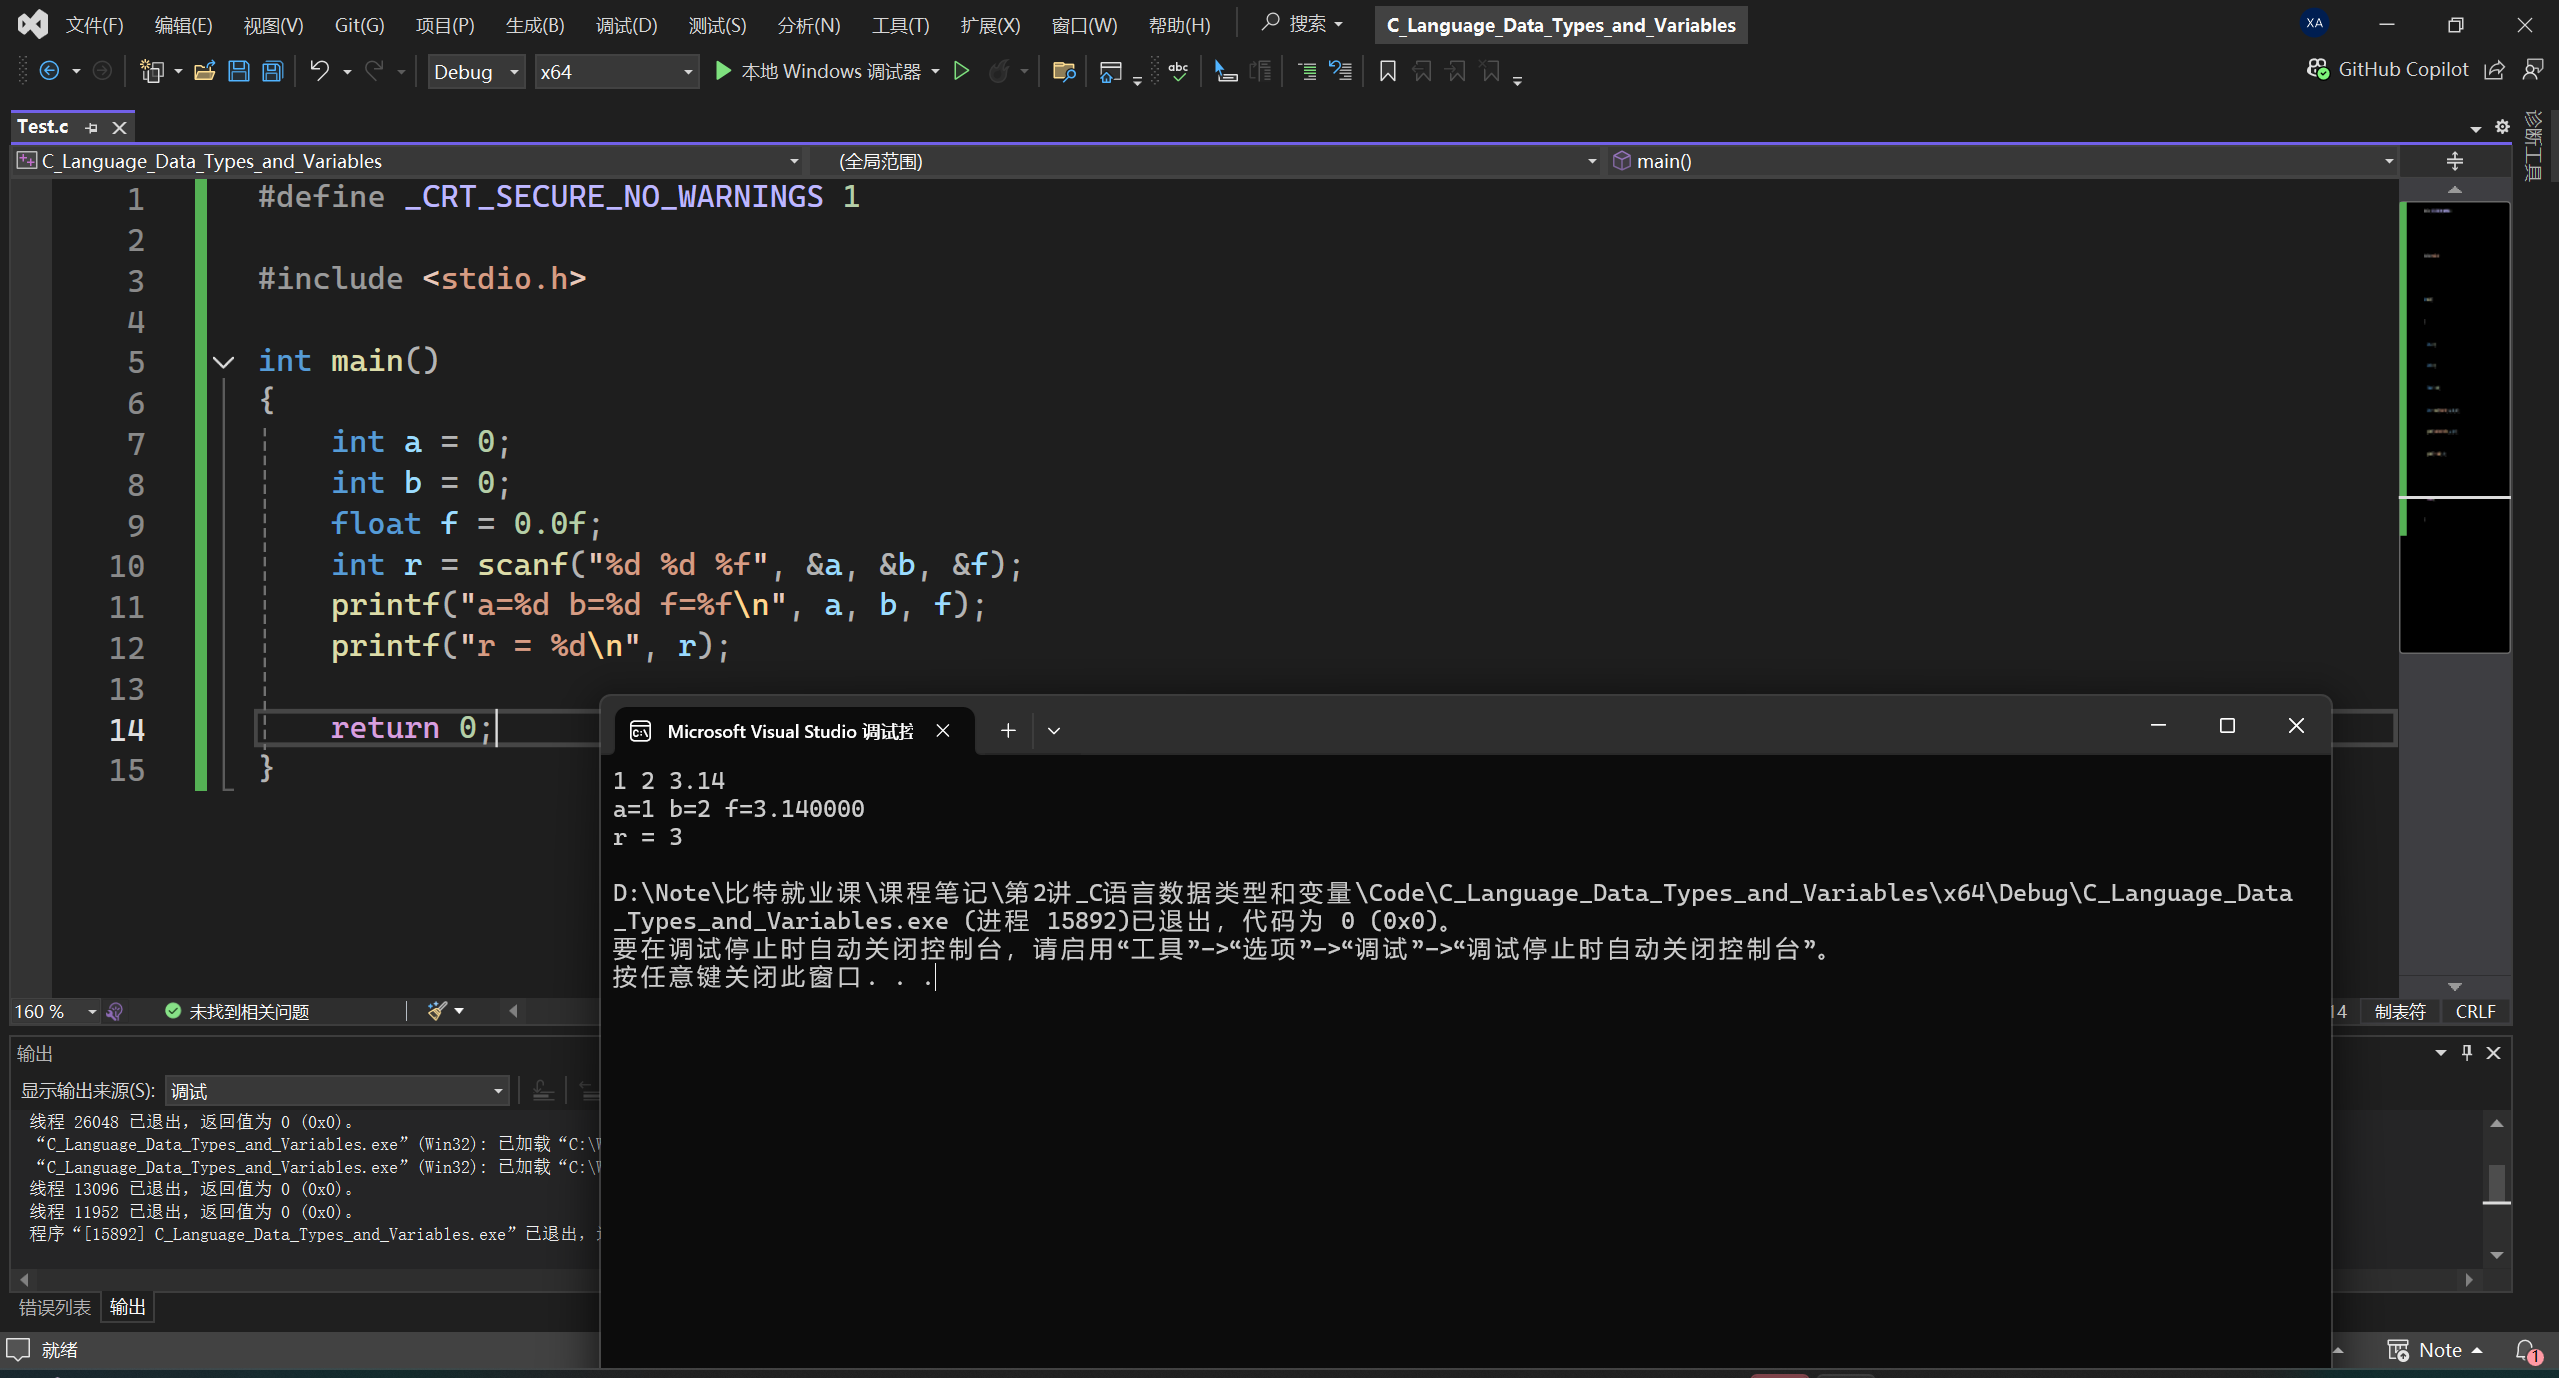 文件(F) 编辑(E) 视图(V) Git(G) 项目(P) 生成(B) 调试(D) 测试(S) 分析(N) 工具(T) 扩展(X) 窗口(W) 帮助(H) 搜索 C_Language_Data_Types_and_Variables XA
Debug x64 本地 Windows 调试器 abc GitHub Copilot
Test.c
诊断工具
C_Language_Data_Types_and_Variables (全局范围) main()
1 #define _CRT_SECURE_NO_WARNINGS 1
2
3 #include <stdio.h>
4
5 int main()
6 {
7 int a = 0;
8 int b = 0;
9 float f = 0.0f;
10 int r = scanf("%d %d %f", &a, &b, &f);
11 printf("a=%d b=%d f=%f\n", a, b, f);
12 printf("r = %d\n", r);
13
14 return 0;
15 }
Microsoft Visual Studio 调试控
1 2 3.14
a=1 b=2 f=3.140000
r = 3
D:\Note\比特就业课\课程笔记\第2讲_C语言数据类型和变量\Code\C_Language_Data_Types_and_Variables\x64\Debug\C_Language_Data
_Types_and_Variables.exe (进程 15892)已退出，代码为 0 (0x0)。
要在调试停止时自动关闭控制台，请启用“工具”->“选项”->“调试”->“调试停止时自动关闭控制台”。
按任意键关闭此窗口. . .
160 % 未找到相关问题 14 制表符 CRLF
输出
显示输出来源(S): 调试
线程 26048 已退出，返回值为 0 (0x0)。
“C_Language_Data_Types_and_Variables.exe”(Win32): 已加载“C:\
“C_Language_Data_Types_and_Variables.exe”(Win32): 已加载“C:\
线程 13096 已退出，返回值为 0 (0x0)。
线程 11952 已退出，返回值为 0 (0x0)。
程序“[15892] C_Language_Data_Types_and_Variables.exe”已退出，
错误列表 输出
就绪 Note 1